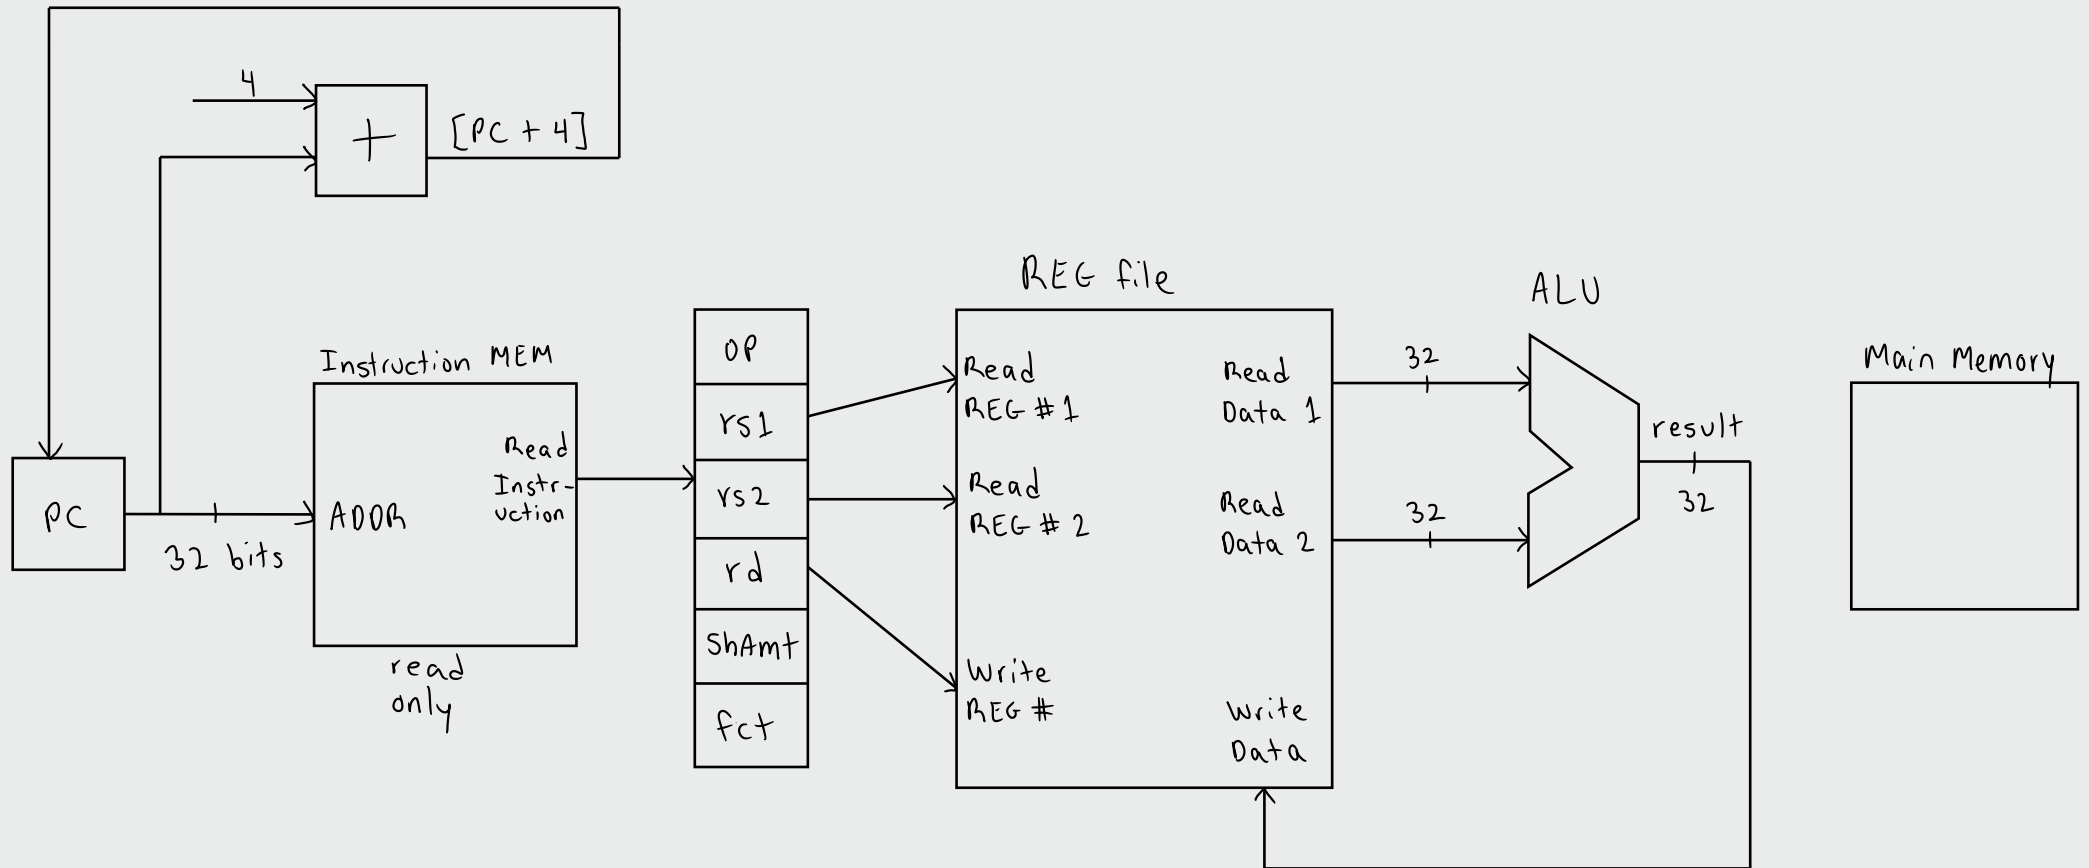 4
+
[PC + 4]
PC
32 bits
Instruction MEM
ADDR
Read
Instr-
uction
read
only
OP
rs1
rs2
rd
ShAmt
fct
REG file
Read
REG # 1
Read
REG # 2
Write
REG #
Read
Data 1
Read
Data 2
Write
Data
32
32
ALU
result
32
Main Memory